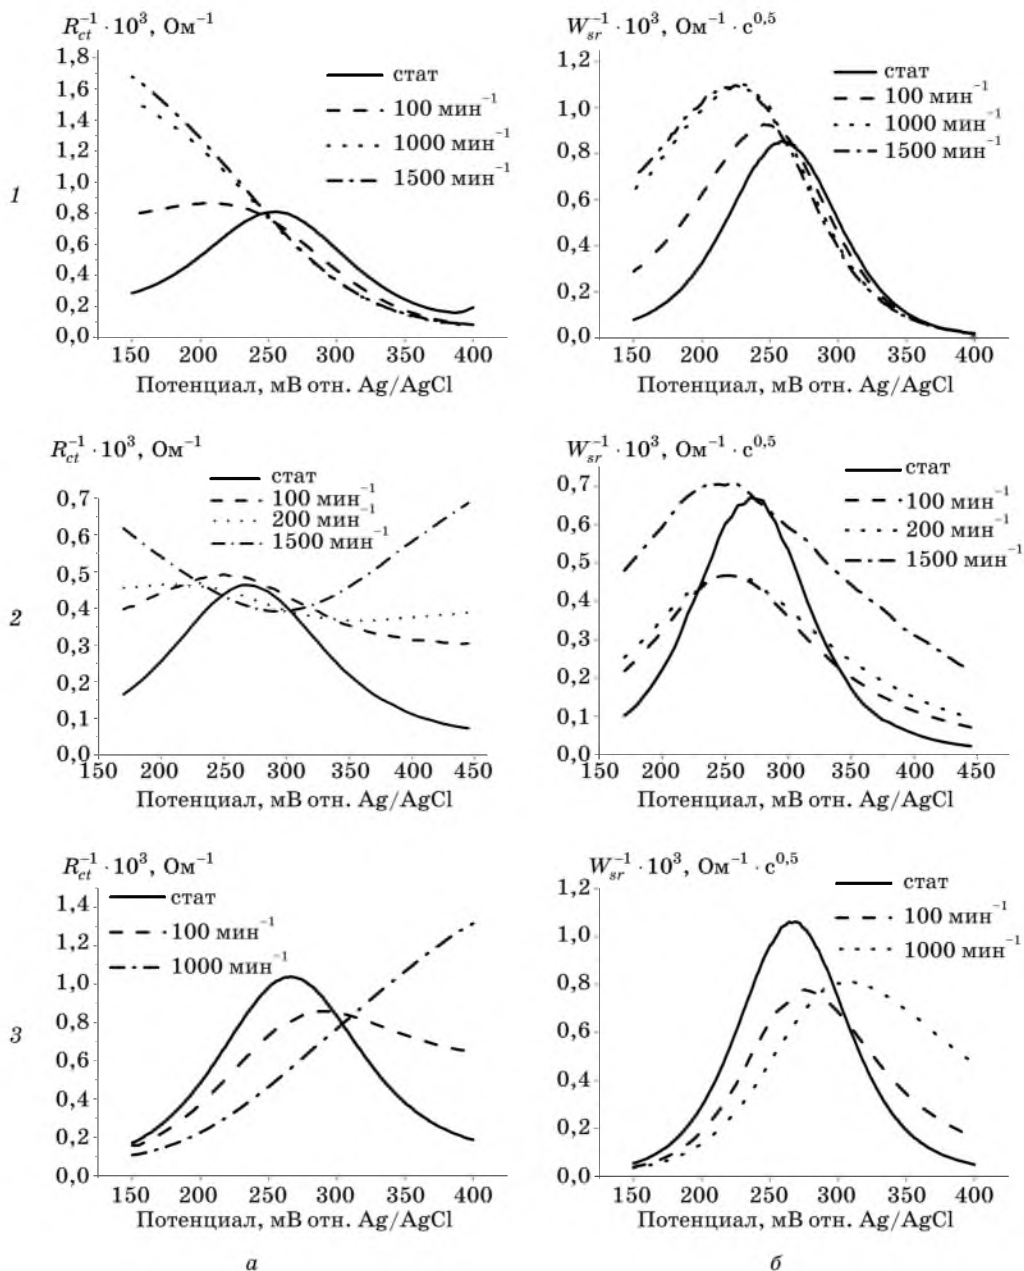 R_ct^−1 · 10^3, Ом^−1
1,8
1,6
1,4
1,2
1,0
0,8
0,6
0,4
0,2
0,0
стат
100 мин^−1
1000 мин^−1
1500 мин^−1
150 200 250 300 350 400
Потенциал, мВ отн. Ag/AgCl
1
W_sr^−1 · 10^3, Ом^−1 · с^0,5
1,2
1,0
0,8
0,6
0,4
0,2
0,0
стат
100 мин^−1
1000 мин^−1
1500 мин^−1
150 200 250 300 350 400
Потенциал, мВ отн. Ag/AgCl
R_ct^−1 · 10^3, Ом^−1
стат
100 мин^−1
200 мин^−1
1500 мин^−1
0,7
0,6
0,5
0,4
0,3
0,2
0,1
0,0
150 200 250 300 350 400 450
Потенциал, мВ отн. Ag/AgCl
2
W_sr^−1 · 10^3, Ом^−1 · с^0,5
0,7
0,6
0,5
0,4
0,3
0,2
0,1
0,0
стат
100 мин^−1
200 мин^−1
1500 мин^−1
150 200 250 300 350 400 450
Потенциал, мВ отн. Ag/AgCl
R_ct^−1 · 10^3, Ом^−1
1,4
1,2
1,0
0,8
0,6
0,4
0,2
0,0
стат
100 мин^−1
1000 мин^−1
150 200 250 300 350 400
Потенциал, мВ отн. Ag/AgCl
3
W_sr^−1 · 10^3, Ом^−1 · с^0,5
1,2
1,0
0,8
0,6
0,4
0,2
0,0
стат
100 мин^−1
1000 мин^−1
150 200 250 300 350 400
Потенциал, мВ отн. Ag/AgCl
а
б